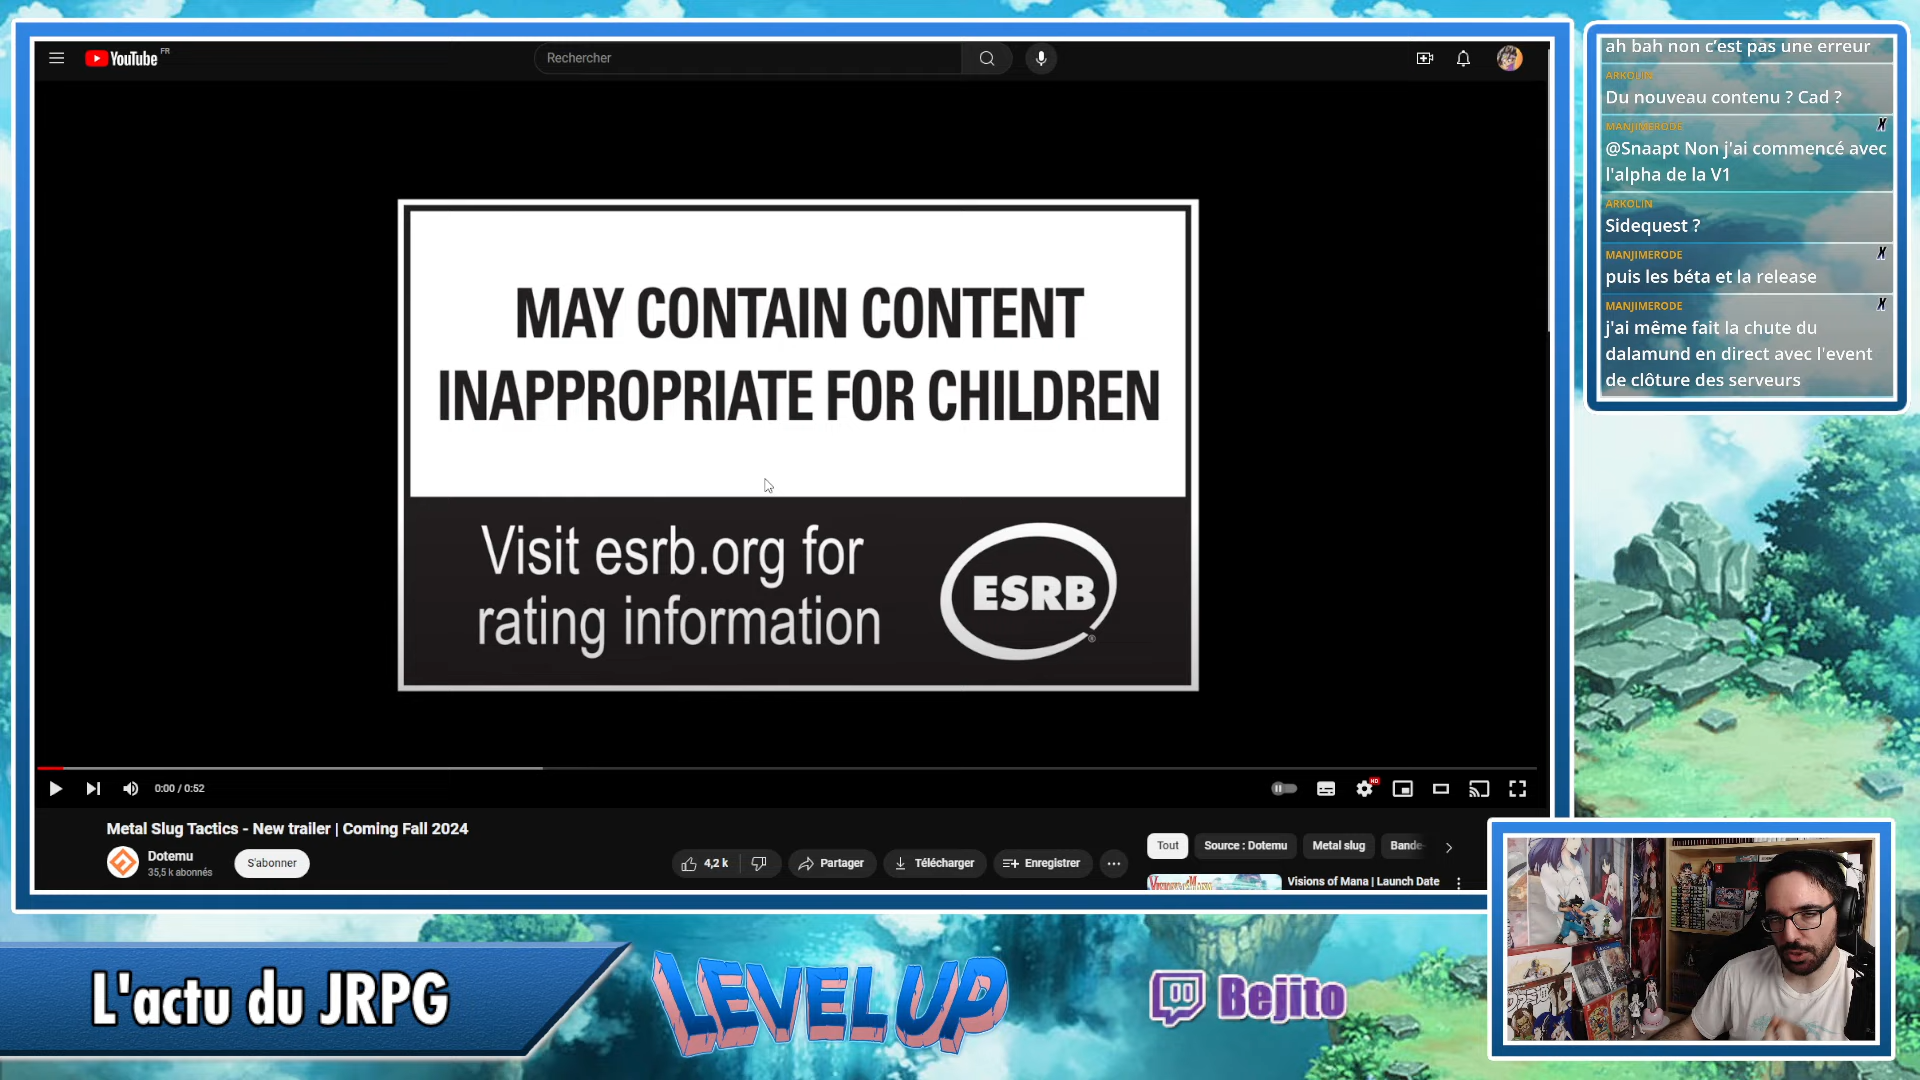 YouTube FR
Rechercher
MAY CONTAIN CONTENT
INAPPROPRIATE FOR CHILDREN
Visit esrb.org for
rating information
ESRB
®
0:00 / 0:52
HD
Metal Slug Tactics - New trailer | Coming Fall 2024
Dotemu
35,5 k abonnés
S'abonner
4,2 k
Partager
Télécharger
Enregistrer
Tout
Source : Dotemu
Metal slug
Bande-
Visions of Mana | Launch Date
ah bah non c'est pas une erreur
ARKOLIN
Du nouveau contenu ? Cad ?
MANJIMERODE
@Snaapt Non j'ai commencé avec
l'alpha de la V1
ARKOLIN
Sidequest ?
MANJIMERODE
puis les béta et la release
MANJIMERODE
j'ai même fait la chute du
dalamund en direct avec l'event
de clôture des serveurs
L'actu du JRPG
LEVEL UP
Bejito